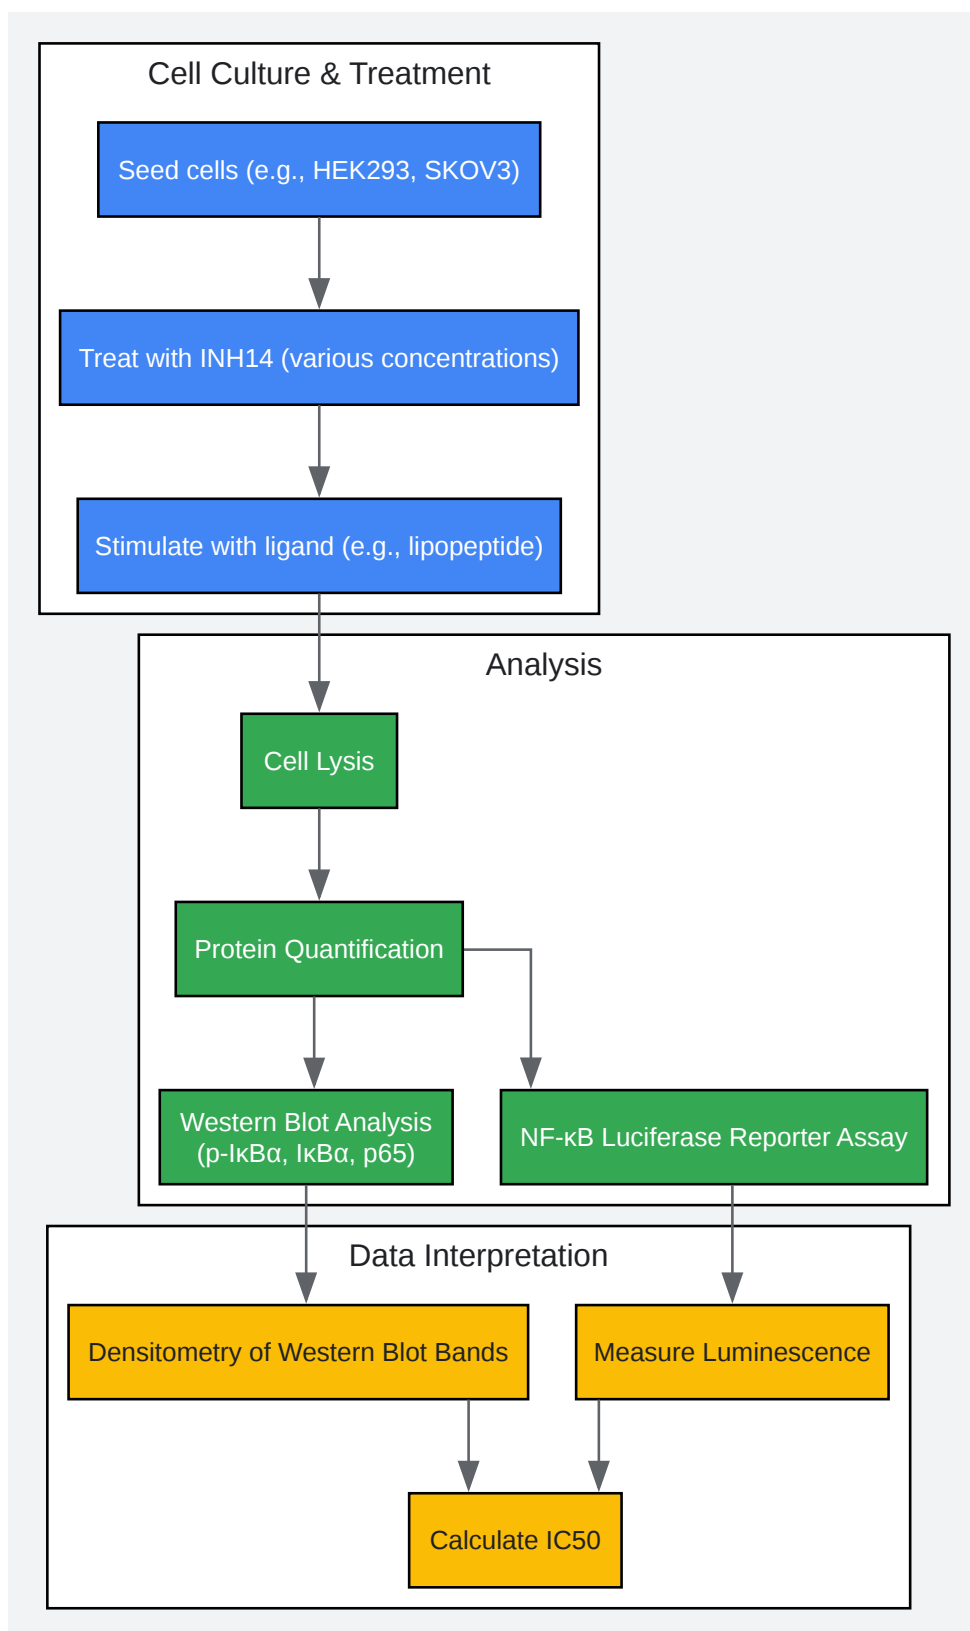 Cell Culture & Treatment
Seed cells (e.g., HEK293, SKOV3)
Treat with INH14 (various concentrations)
Stimulate with ligand (e.g., lipopeptide)
Analysis
Cell Lysis
Protein Quantification
Western Blot Analysis
(p-IκBα, IκBα, p65)
NF-κB Luciferase Reporter Assay
Data Interpretation
Densitometry of Western Blot Bands
Measure Luminescence
Calculate IC50